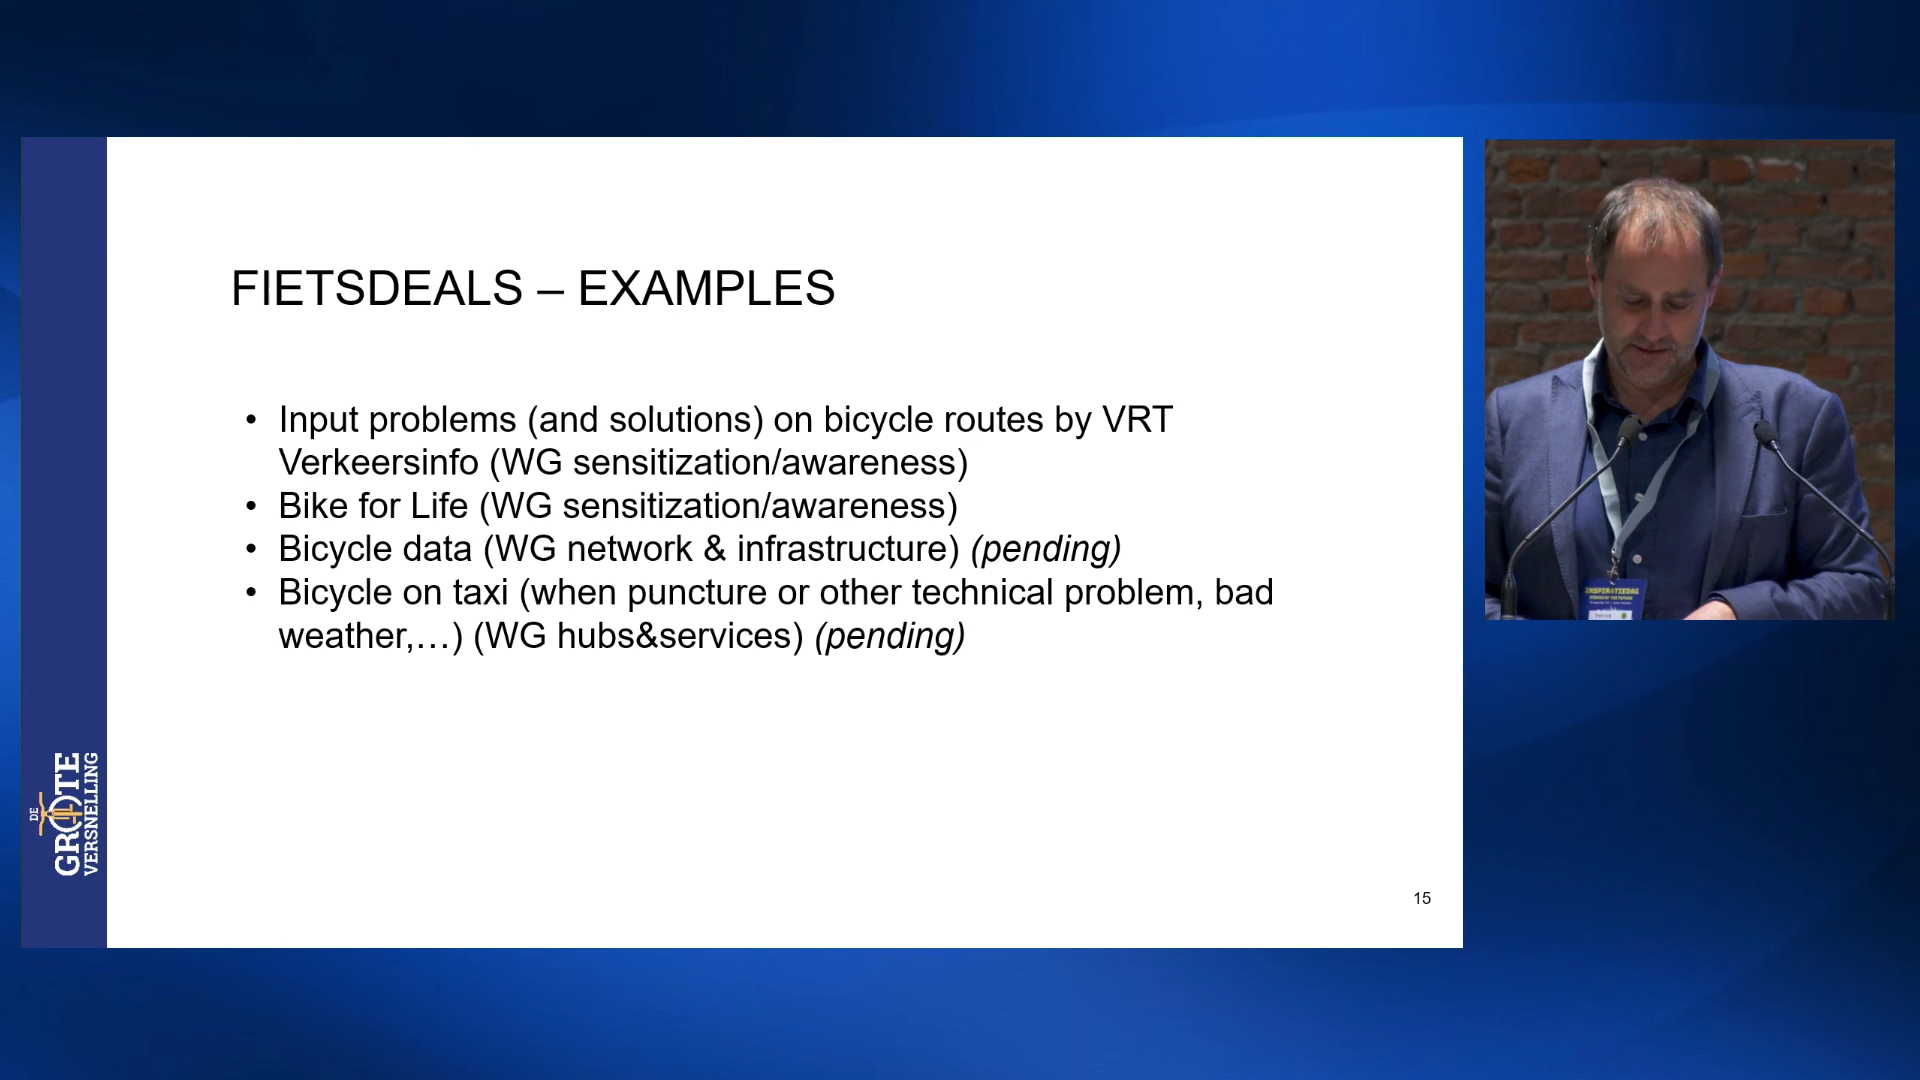 FIETSDEALS – EXAMPLES
• Input problems (and solutions) on bicycle routes by VRT
Verkeersinfo (WG sensitization/awareness)
• Bike for Life (WG sensitization/awareness)
• Bicycle data (WG network & infrastructure) (pending)
• Bicycle on taxi (when puncture or other technical problem, bad
weather,…) (WG hubs&services) (pending)
DE
GROTE
VERSNELLING
15
INSPIRATIEDAG